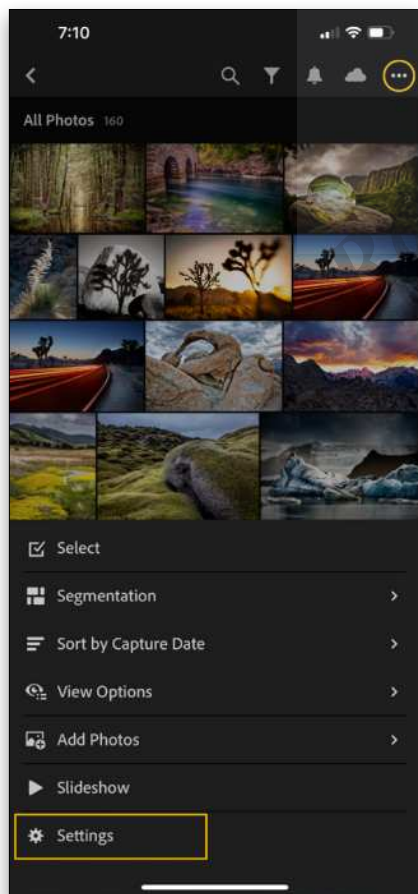 7:10
All Photos 160
Select
Segmentation
Sort by Capture Date
View Options
Add Photos
Slideshow
Settings